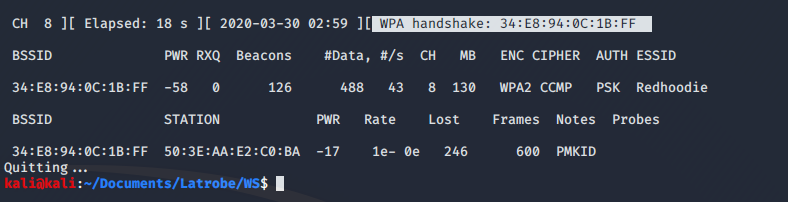 CH  8 ][ Elapsed: 18 s ][ 2020-03-30 02:59 ][ WPA handshake: 34:E8:94:0C:1B:FF
BSSID              PWR RXQ  Beacons    #Data, #/s  CH   MB   ENC CIPHER  AUTH ESSID
34:E8:94:0C:1B:FF  -58   0      126      488   43   8  130   WPA2 CCMP   PSK  Redhoodie
BSSID              STATION            PWR   Rate    Lost    Frames  Notes  Probes
34:E8:94:0C:1B:FF  50:3E:AA:E2:C0:BA  -17    1e- 0e   246      600  PMKID
Quitting...
kali@kali:~/Documents/Latrobe/WS$